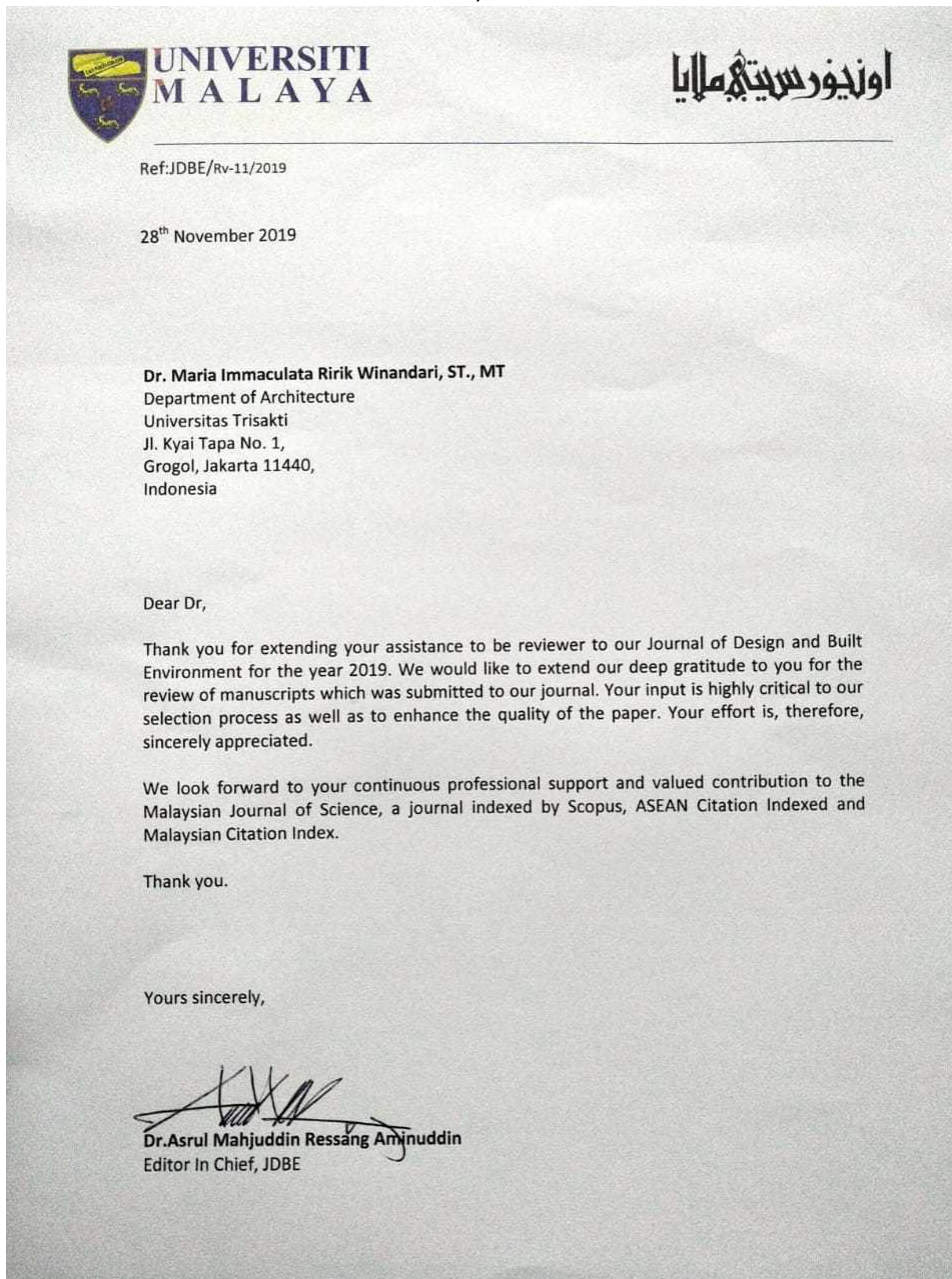 UNIVERSITI
MALAYA
اونيۏرسيتي ملايا
Ref:JDBE/Rv-11/2019
28th November 2019
Dr. Maria Immaculata Ririk Winandari, ST., MT
Department of Architecture
Universitas Trisakti
Jl. Kyai Tapa No. 1,
Grogol, Jakarta 11440,
Indonesia
Dear Dr,
Thank you for extending your assistance to be reviewer to our Journal of Design and Built
Environment for the year 2019. We would like to extend our deep gratitude to you for the
review of manuscripts which was submitted to our journal. Your input is highly critical to our
selection process as well as to enhance the quality of the paper. Your effort is, therefore,
sincerely appreciated.
We look forward to your continuous professional support and valued contribution to the
Malaysian Journal of Science, a journal indexed by Scopus, ASEAN Citation Indexed and
Malaysian Citation Index.
Thank you.
Yours sincerely,
Dr.Asrul Mahjuddin Ressang Aminuddin
Editor In Chief, JDBE